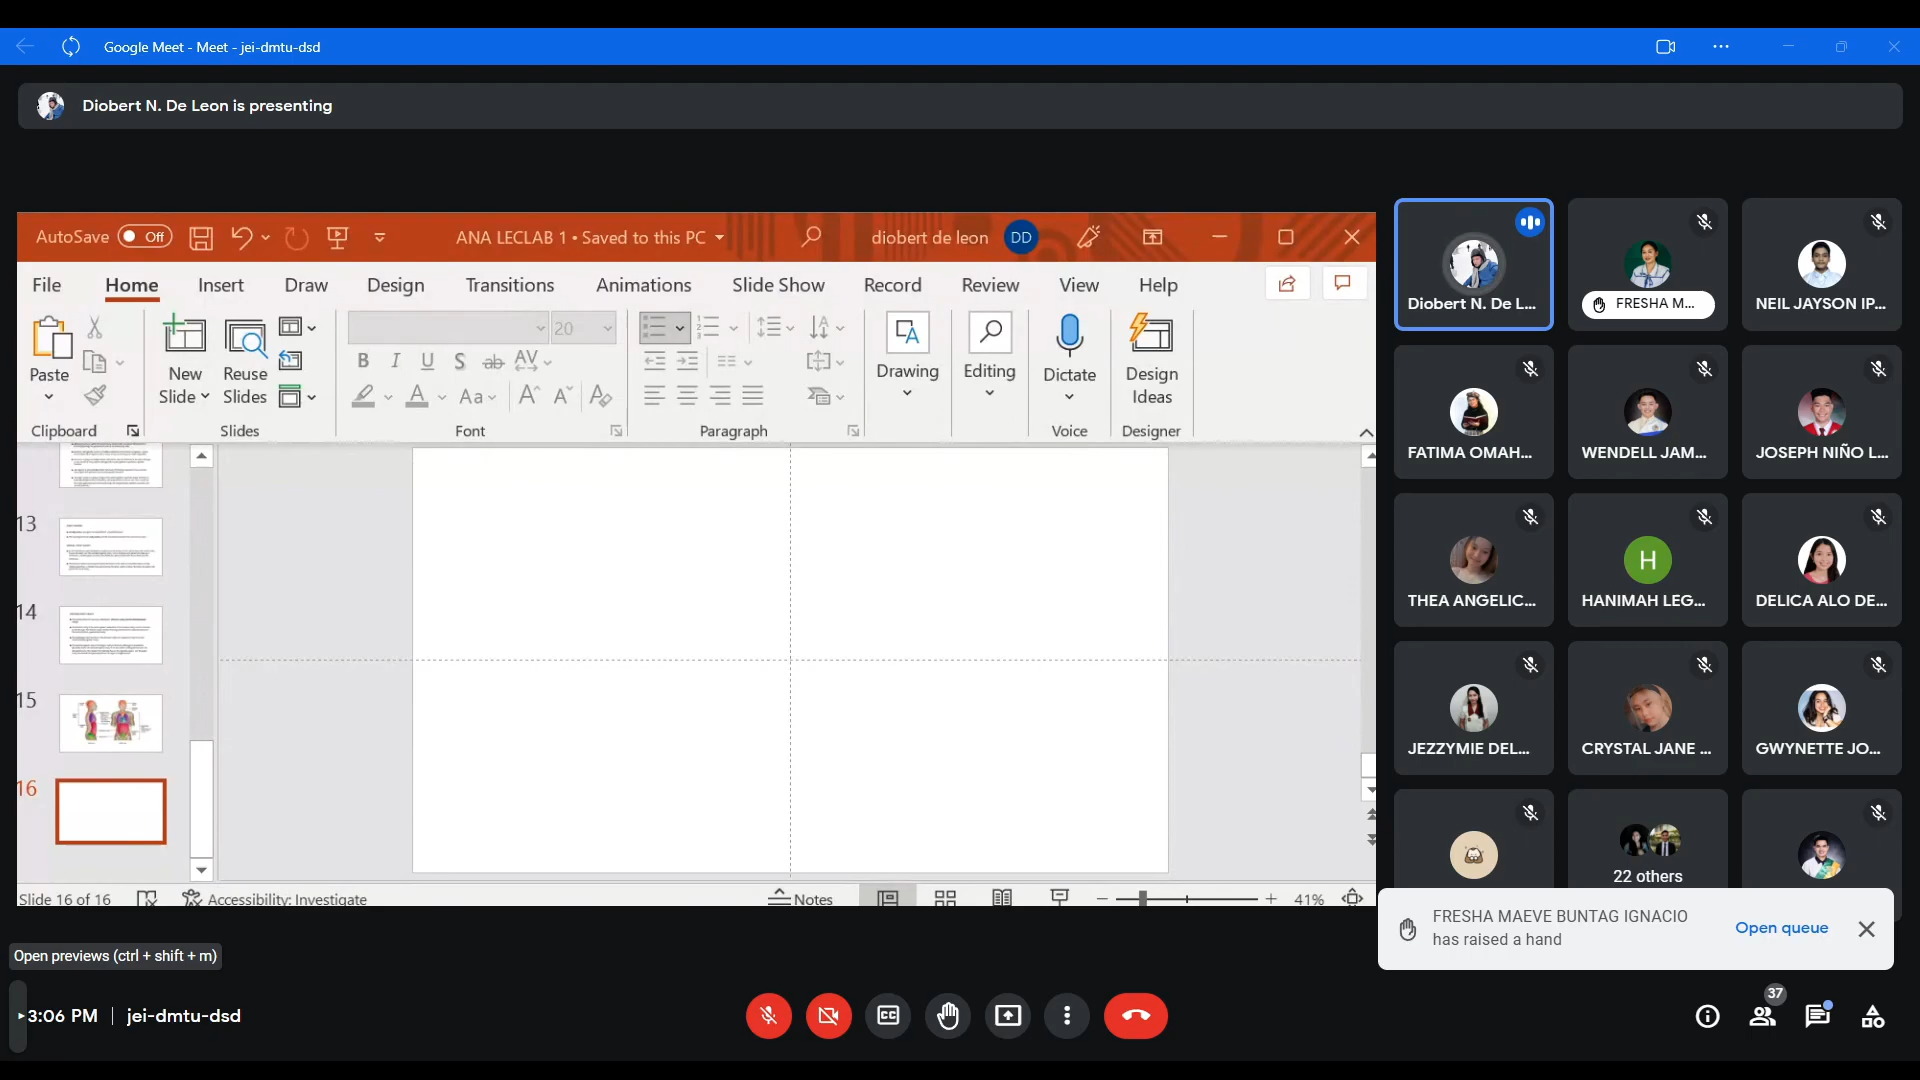 Google Meet - Meet - jei-dmtu-dsd
Diobert N. De Leon is presenting
AutoSave Off ANA LECLAB 1 • Saved to this PC diobert de leon DD
File Home Insert Draw Design Transitions Animations Slide Show Record Review View Help
20
Paste
New
Slide
Reuse
Slides
B I U S ab AV
A Aa A A A
Drawing
Editing
Dictate
Design
Ideas
Clipboard Slides Font Paragraph Voice Designer
13
14
15
16
Slide 16 of 16 Accessibility: Investigate Notes 41%
Diobert N. De L...
FRESHA M...
NEIL JAYSON IP...
FATIMA OMAH...
WENDELL JAM...
JOSEPH NIÑO L...
THEA ANGELIC...
H
HANIMAH LEG...
DELICA ALO DE...
JEZZYMIE DEL...
CRYSTAL JANE ...
GWYNETTE JO...
22 others
FRESHA MAEVE BUNTAG IGNACIO
has raised a hand
Open queue
Open previews (ctrl + shift + m)
3:06 PM | jei-dmtu-dsd
CC
37